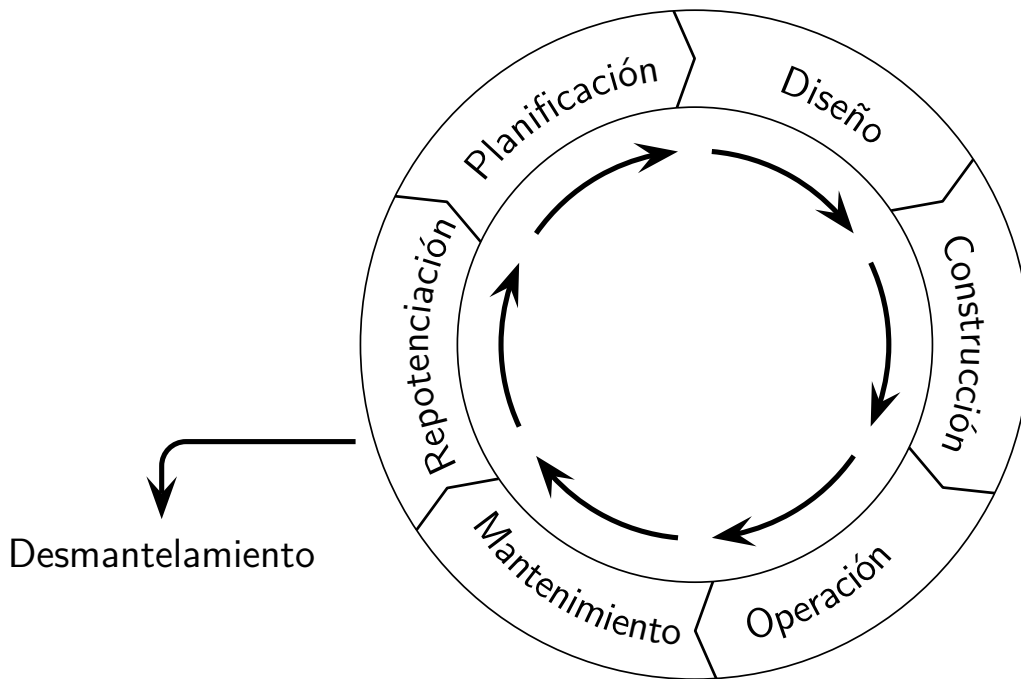 Planificación
Diseño
Construcción
Operación
Mantenimiento
Repotenciación
Desmantelamiento